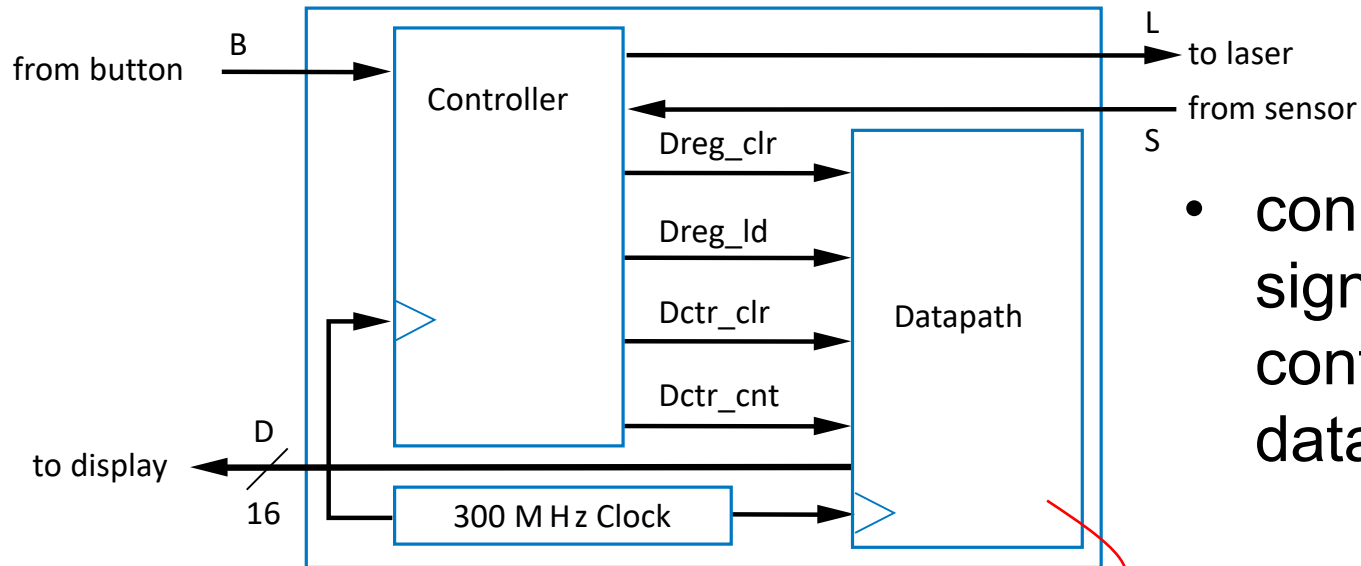 B
L
from button
to laser
Controller
from sensor
S
Dreg_clr
Dreg_ld
Dctr_clr
Datapath
Dctr_cnt
D
to display
16
300 MHz Clock
•